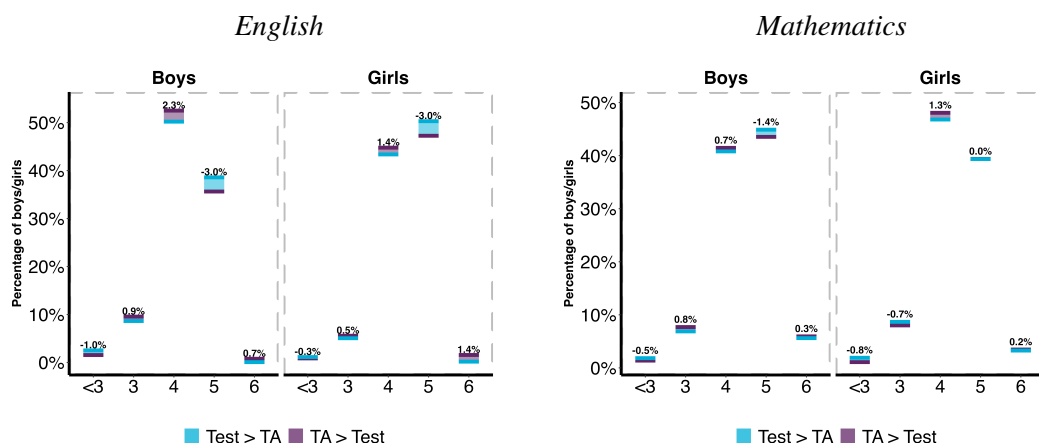 English
Boys
Girls
Percentage of boys/girls
50%
40%
30%
20%
10%
0%
-1.0%
0.9%
2.3%
-3.0%
0.7%
-0.3%
0.5%
1.4%
-3.0%
1.4%
<3 3 4 5 6
<3 3 4 5 6
Test > TA TA > Test
Mathematics
Boys
Girls
Percentage of boys/girls
50%
40%
30%
20%
10%
0%
-0.5%
0.8%
0.7%
-1.4%
0.3%
-0.8%
-0.7%
1.3%
0.0%
0.2%
<3 3 4 5 6
<3 3 4 5 6
Test > TA TA > Test